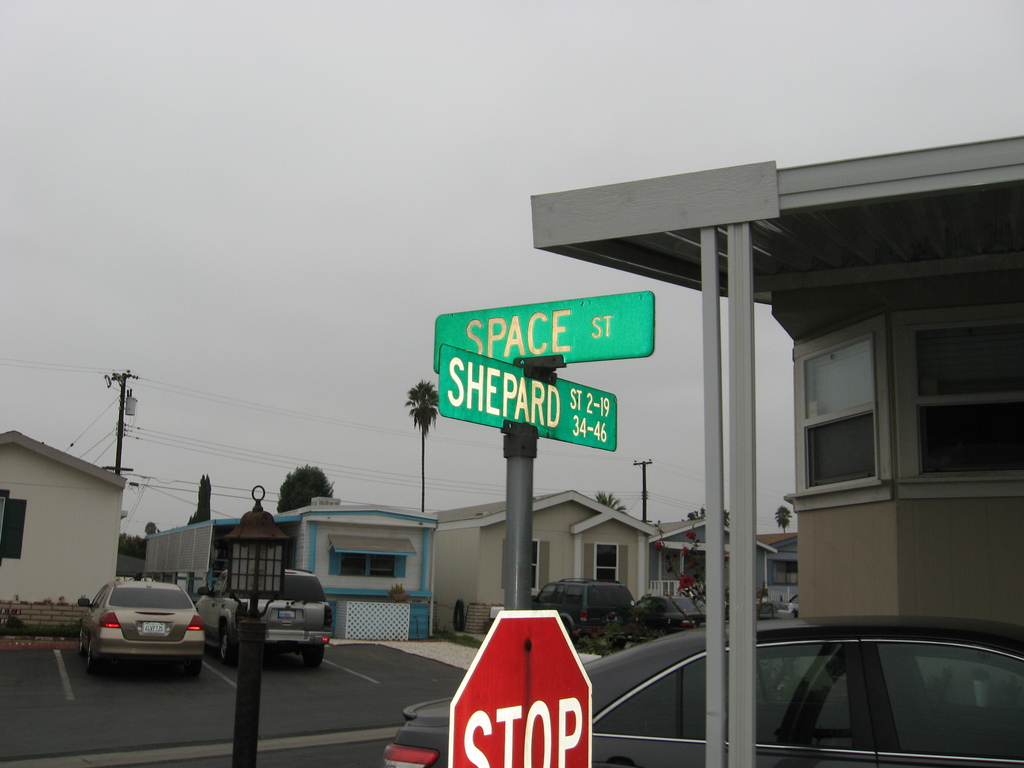 SPACE ST
SHEPARD ST 2-19
34-46
STOP